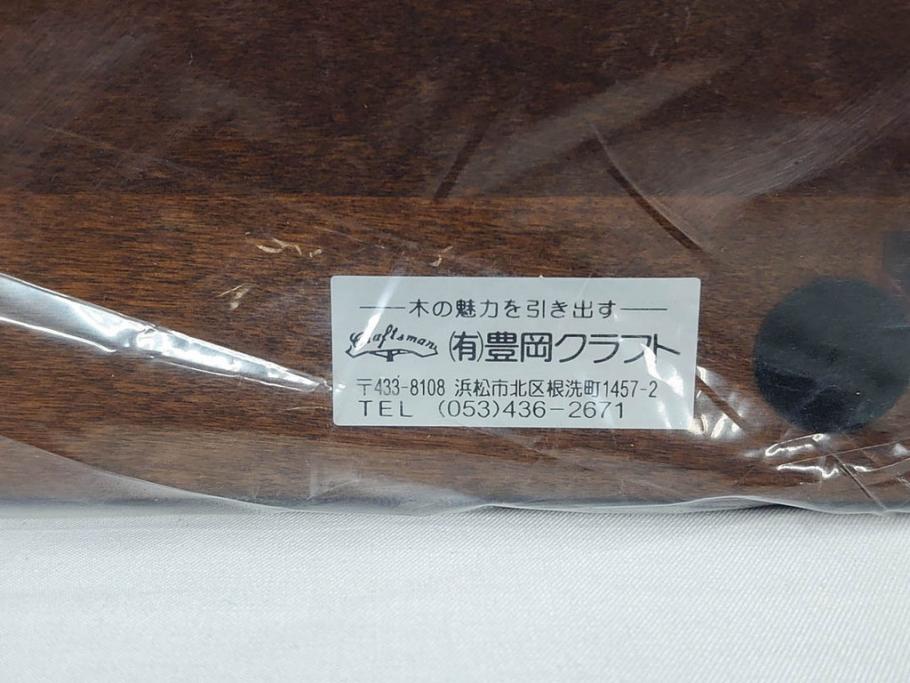 木の魅力を引き出す
Craftsman (有)豊岡クラフト
〒433-8108 浜松市北区根洗町1457-2
TEL (053)436-2671